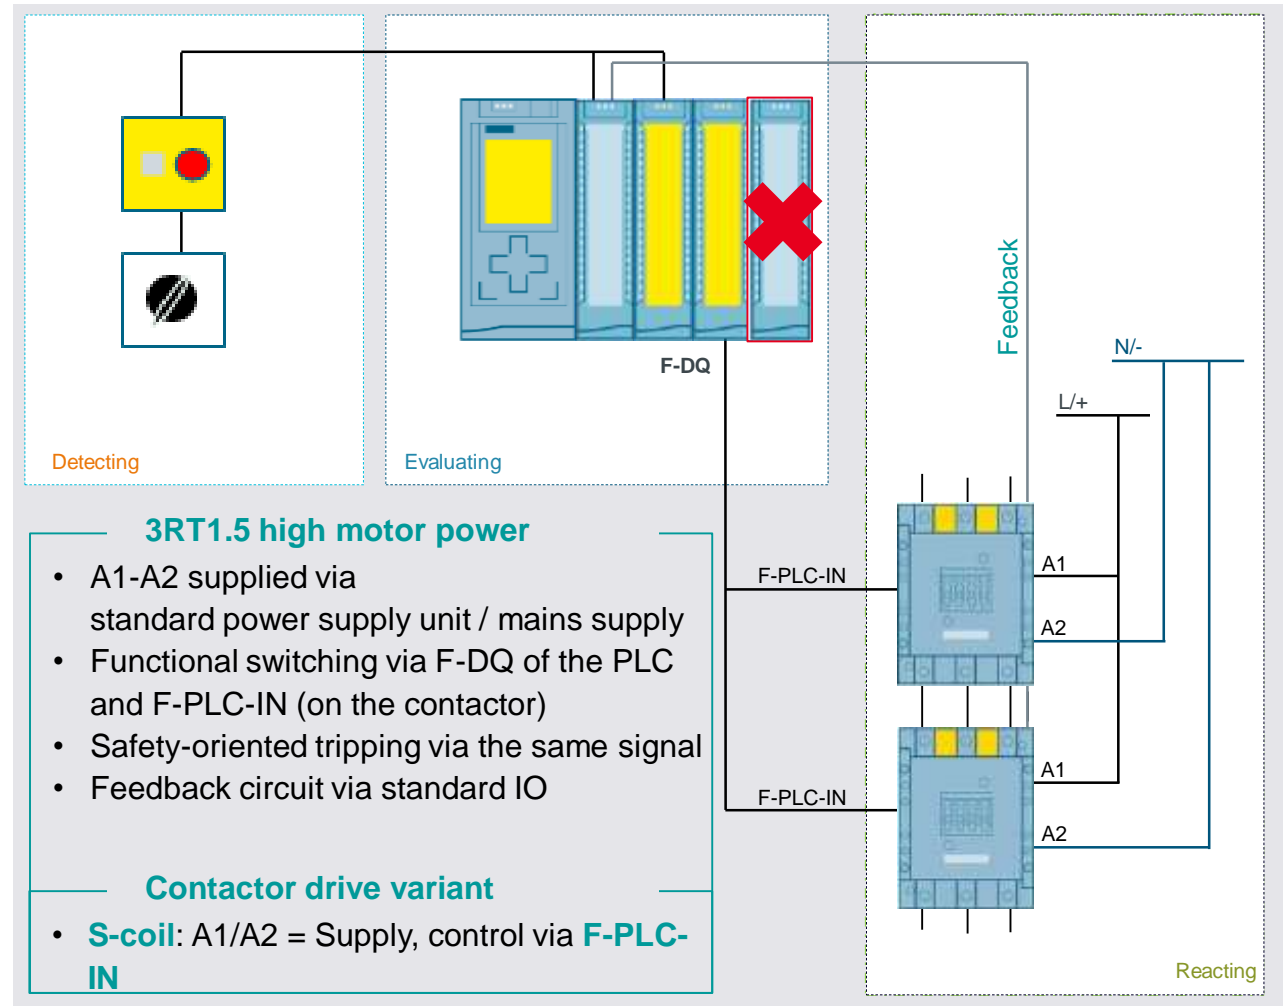 F-DQ
Detecting
Evaluating
Feedback
N/-
L/+
3RT1.5 high motor power
• A1-A2 supplied via
standard power supply unit / mains supply
• Functional switching via F-DQ of the PLC
and F-PLC-IN (on the contactor)
• Safety-oriented tripping via the same signal
• Feedback circuit via standard IO
Contactor drive variant
• S-coil: A1/A2 = Supply, control via F-PLC-
IN
F-PLC-IN
A1
A2
F-PLC-IN
A1
A2
Reacting